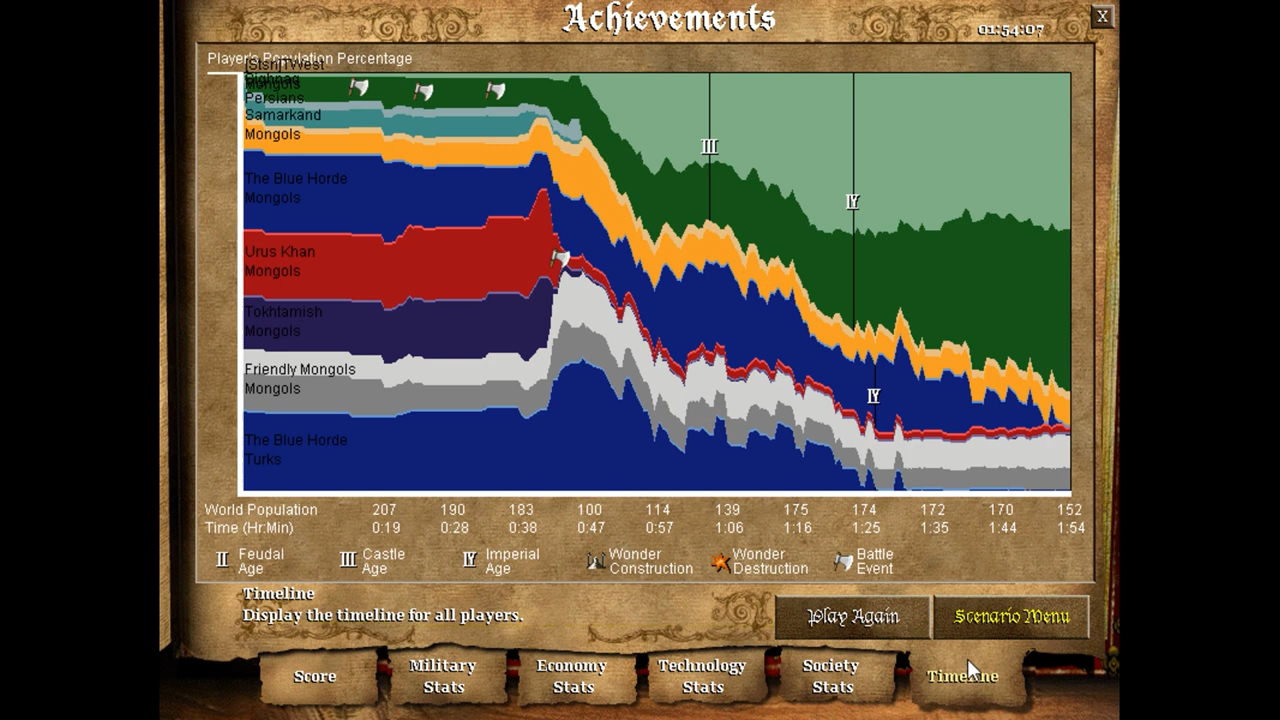 Achievements
01:54:07
X
Player's Population Percentage
Mongols
Persians
Samarkand
Mongols
The Blue Horde
Mongols
Urus Khan
Mongols
Tokhtamish
Mongols
Friendly Mongols
Mongols
The Blue Horde
Turks
III
IV
IV
World Population 207 190 183 100 114 139 175 174 172 170 152
Time (Hr:Min) 0:19 0:28 0:38 0:47 0:57 1:06 1:16 1:25 1:35 1:44 1:54
II Feudal Age
III Castle Age
IV Imperial Age
Wonder Construction
Wonder Destruction
Battle Event
Timeline
Display the timeline for all players.
Play Again
Scenario Menu
Score
Military Stats
Economy Stats
Technology Stats
Society Stats
Timeline